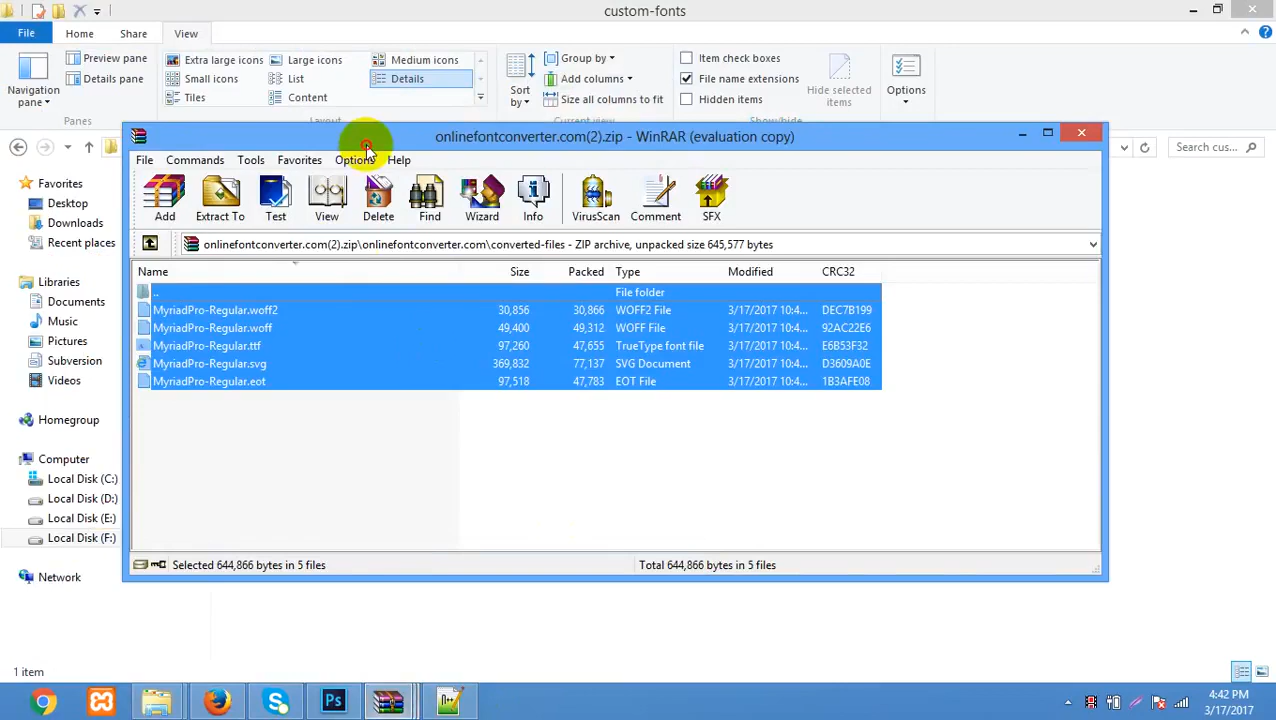 custom-fonts
File Home Share View
Preview pane Extra large icons Large icons Medium icons Group by Item check boxes
Details pane Small icons List Details Add columns File name extensions
Navigation pane Tiles Content Sort by Size all columns to fit Hidden items Hide selected items Options
Panes Layout Current view Show/hide
onlinefontconverter.com(2).zip - WinRAR (evaluation copy)
Search cus...
File Commands Tools Favorites Options Help
Add Extract To Test View Delete Find Wizard Info VirusScan Comment SFX
onlinefontconverter.com(2).zip\onlinefontconverter.com\converted-files - ZIP archive, unpacked size 645,577 bytes
Name Size Packed Type Modified CRC32
.. File folder
MyriadPro-Regular.woff2 30,856 30,866 WOFF2 File 3/17/2017 10:4... DEC7B199
MyriadPro-Regular.woff 49,400 49,312 WOFF File 3/17/2017 10:4... 92AC22E6
MyriadPro-Regular.ttf 97,260 47,655 TrueType font file 3/17/2017 10:4... E6B53F32
MyriadPro-Regular.svg 369,832 77,137 SVG Document 3/17/2017 10:4... D3609A0E
MyriadPro-Regular.eot 97,518 47,783 EOT File 3/17/2017 10:4... 1B3AFE08
Selected 644,866 bytes in 5 files Total 644,866 bytes in 5 files
Favorites
Desktop
Downloads
Recent places
Libraries
Documents
Music
Pictures
Subversion
Videos
Homegroup
Computer
Local Disk (C:)
Local Disk (D:)
Local Disk (E:)
Local Disk (F:)
Network
1 item
Ps
4:42 PM
3/17/2017